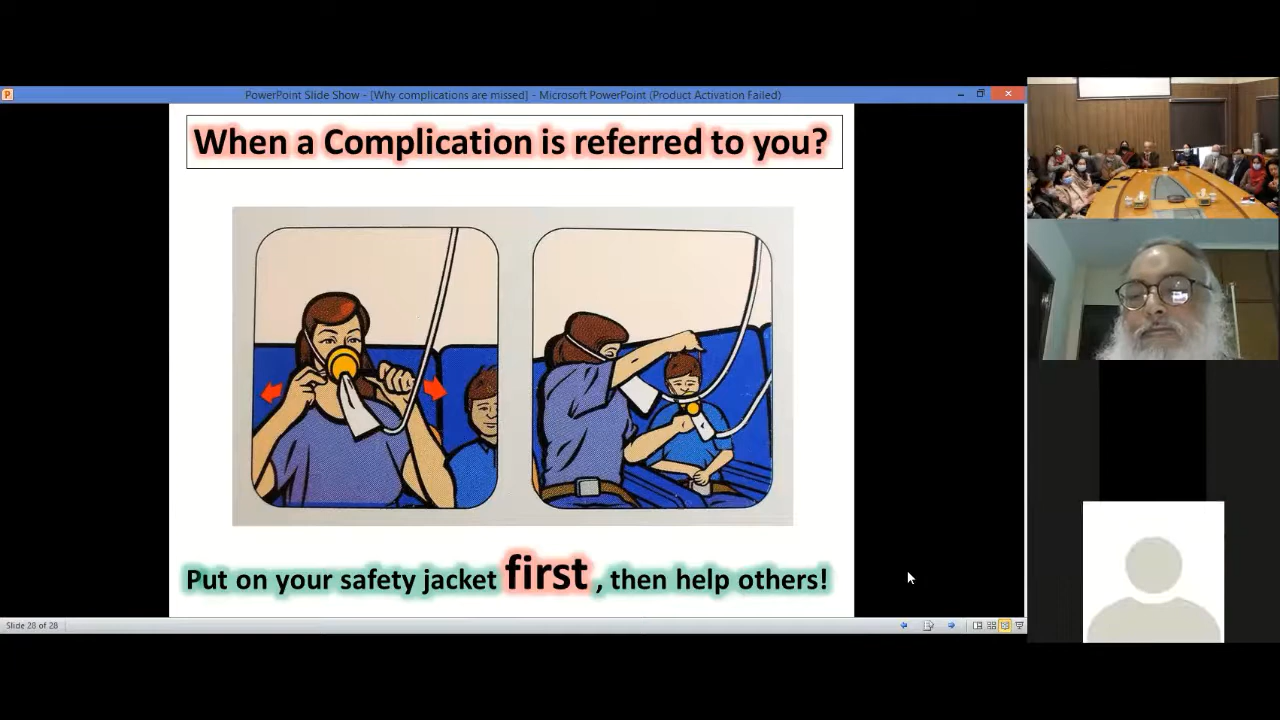 PowerPoint Slide Show - [Why complications are missed] - Microsoft PowerPoint (Product Activation Failed)
When a Complication is referred to you?
Put on your safety jacket first , then help others!
Slide 28 of 28